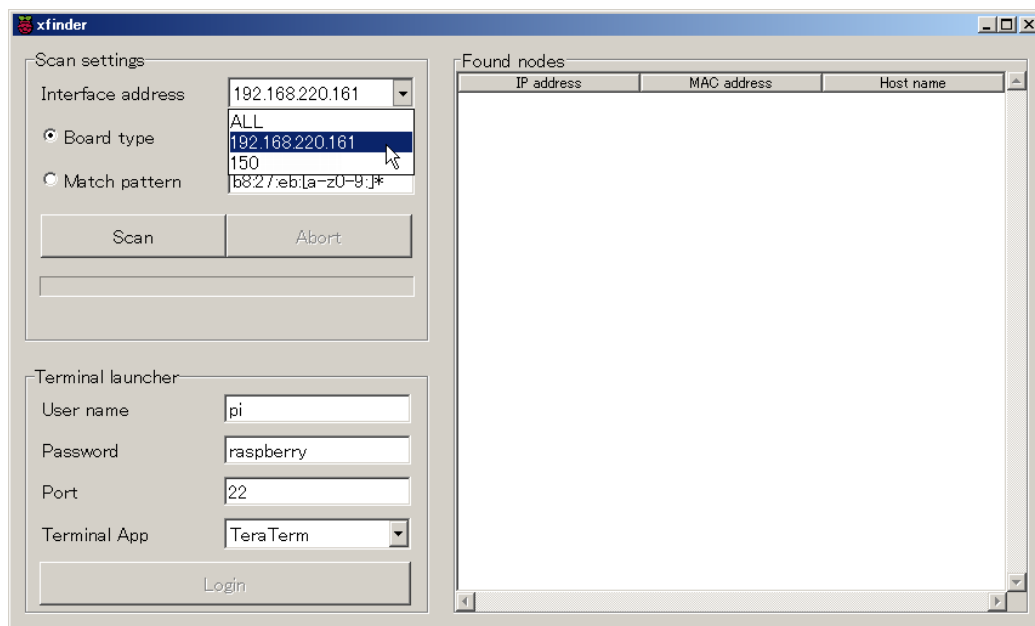 xfinder
Scan settings
Interface address
192.168.220.161
ALL
192.168.220.161
150
Board type
Match pattern
b8:27:eb:[a-z0-9:]*
Scan
Abort
Terminal launcher
User name
pi
Password
raspberry
Port
22
Terminal App
TeraTerm
Login
Found nodes
IP address
MAC address
Host name